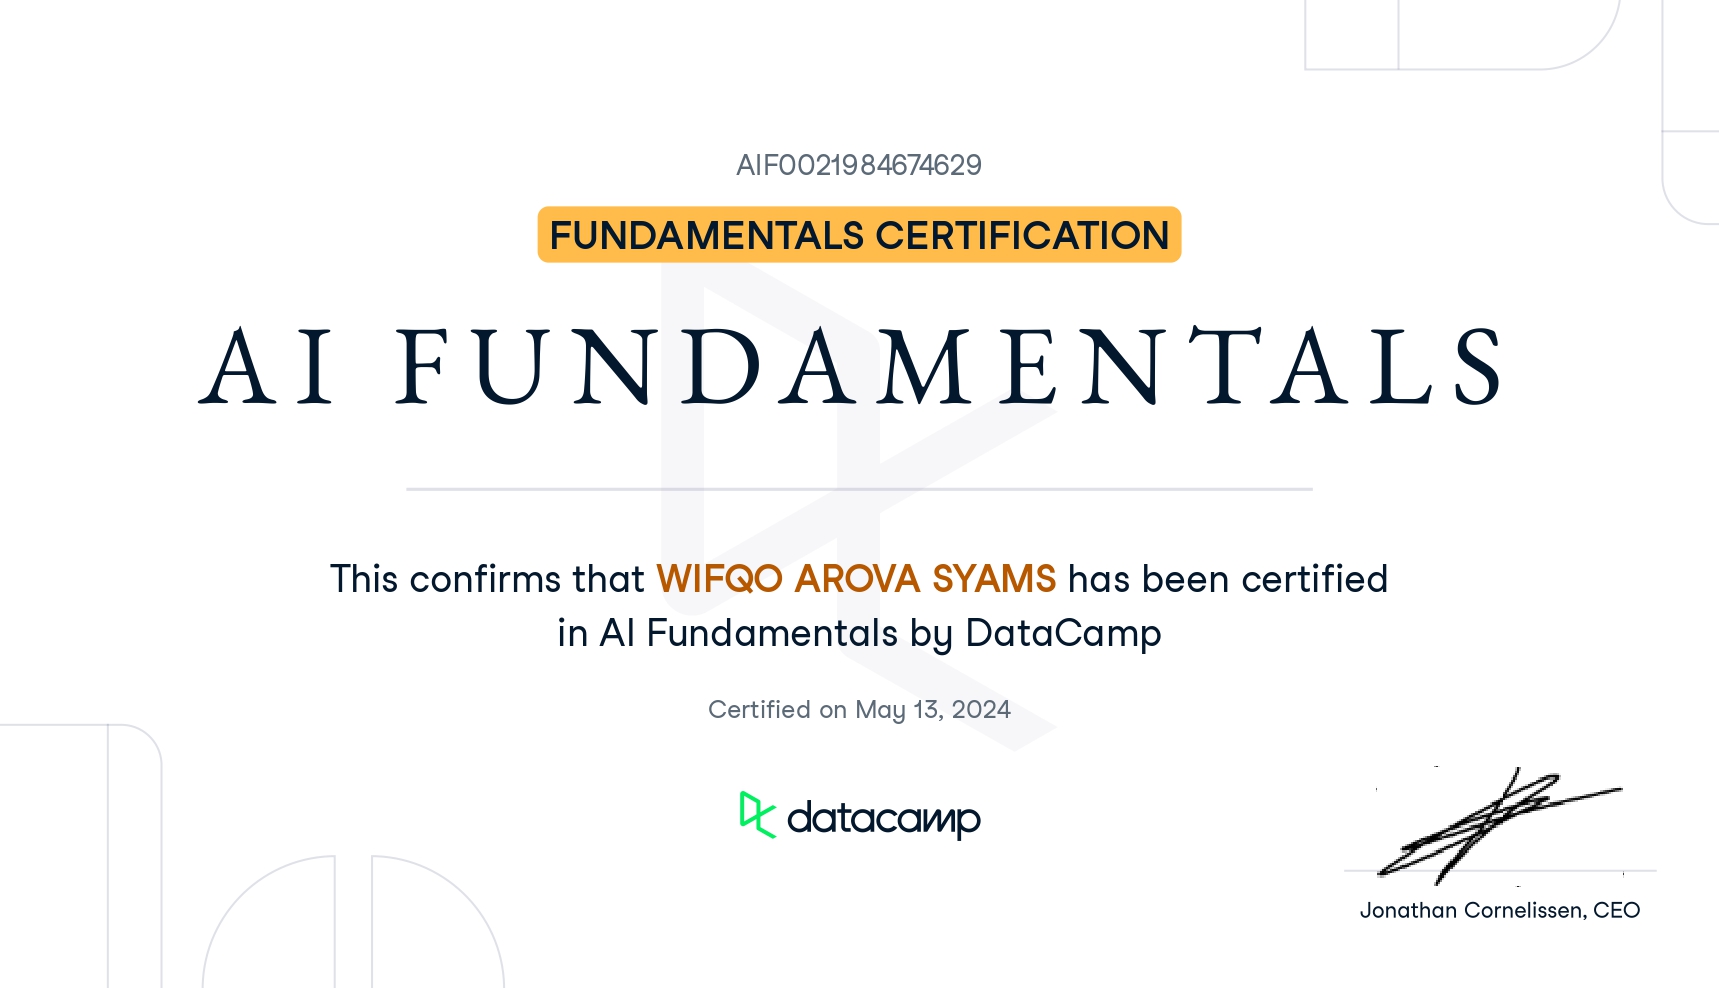 AIF0021984674629
FUNDAMENTALS CERTIFICATION
AI FUNDAMENTALS
This confirms that WIFQO AROVA SYAMS has been certified
in AI Fundamentals by DataCamp
Certified on May 13, 2024
datacamp
Jonathan Cornelissen, CEO